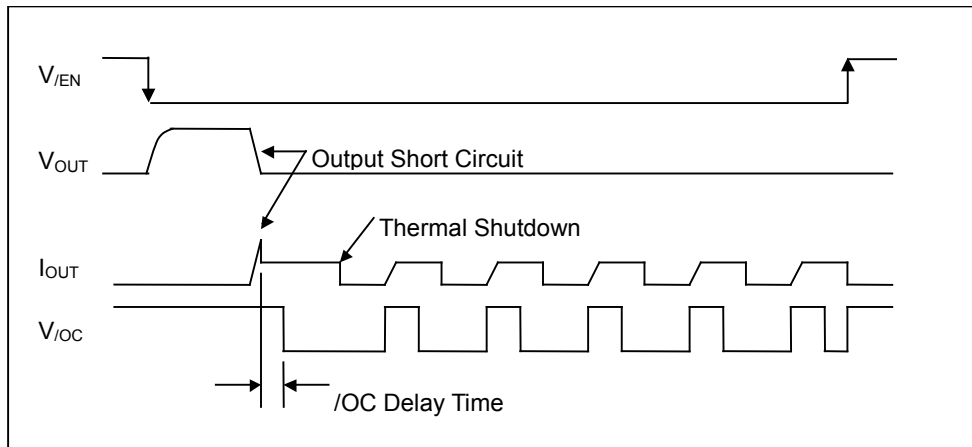 V/EN
VOUT
Output Short Circuit
Thermal Shutdown
IOUT
V/OC
/OC Delay Time